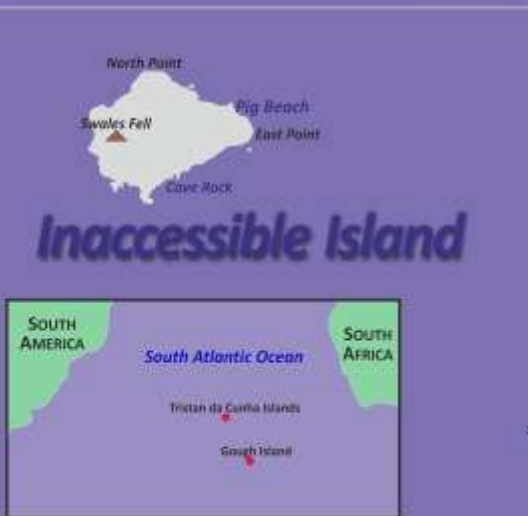 North Point
Pig Beach
Swales Fell
East Point
Cave Rock
Inaccessible Island
SOUTH
AMERICA
SOUTH
AFRICA
South Atlantic Ocean
Tristan da Cunha Islands
Gough Island